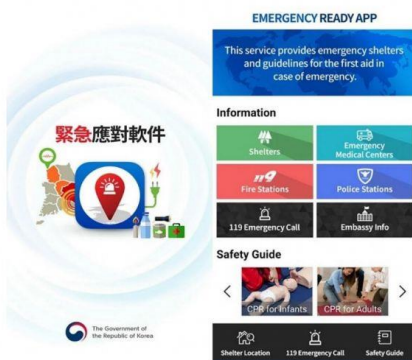 緊急應對軟件
The Government of
the Republic of Korea
EMERGENCY READY APP
This service provides emergency shelters
and guidelines for the first aid in
case of emergency.
Information
Shelters
Emergency
Medical Centers
119
Fire Stations
Police Stations
119 Emergency Call
Embassy Info
Safety Guide
CPR for Infants
CPR for Adults
Shelter Location
119 Emergency Call
Safety Guide